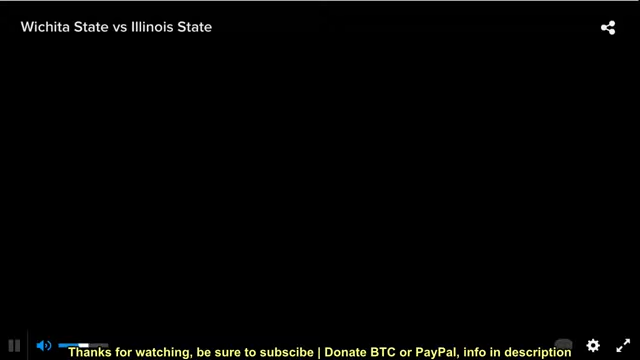 Wichita State vs Illinois State
Thanks for watching, be sure to subscibe | Donate BTC or PayPal, info in description